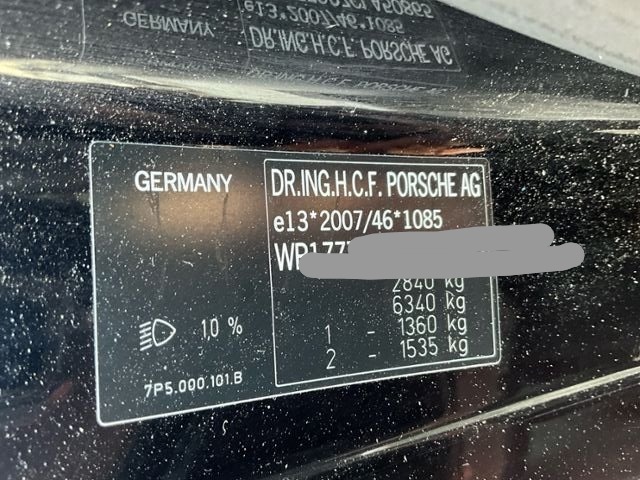 GERMANY
DR.ING.H.C.F. PORSCHE AG
e13*2007/46*1085
2840 kg
6340 kg
1 - 1360 kg
2 - 1535 kg
10 %
7P5.000.101.B